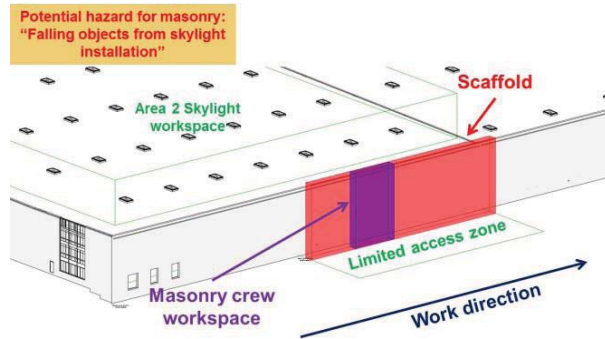 Potential hazard for masonry:
“Falling objects from skylight
installation”
Scaffold
Area 2 Skylight
workspace
Limited access zone
Masonry crew
workspace
Work direction